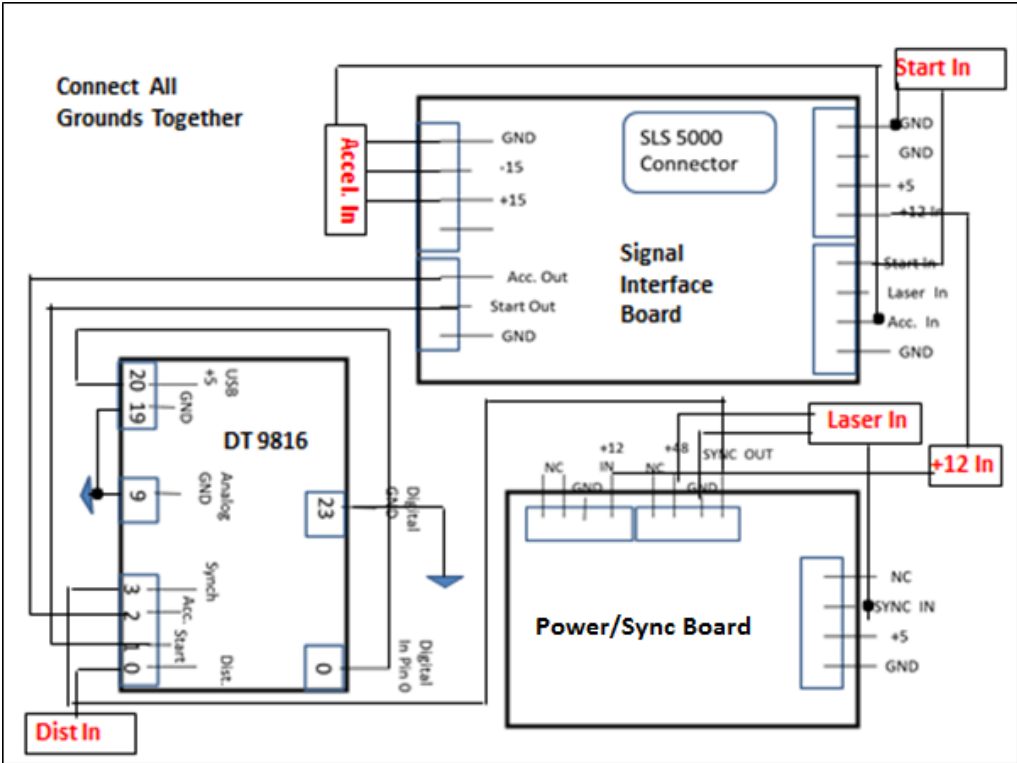 Connect All
Grounds Together
Start In
Accel. In
GND
-15
+15
SLS 5000
Connector
GND
GND
+5
+12 In
Signal
Interface
Board
Acc. Out
Start Out
GND
Start In
Laser In
Acc. In
GND
20
19
+5
USB
GND
DT 9816
9
GND
Analog
23
GND
Digital
3
2
1
0
Synch
Acc.
Start
Dist.
0
Digital
In Pin 0
Dist In
Laser In
+12 In
NC
GND
+12
IN
NC
+48
GND
SYNC OUT
Power/Sync Board
NC
SYNC IN
+5
GND